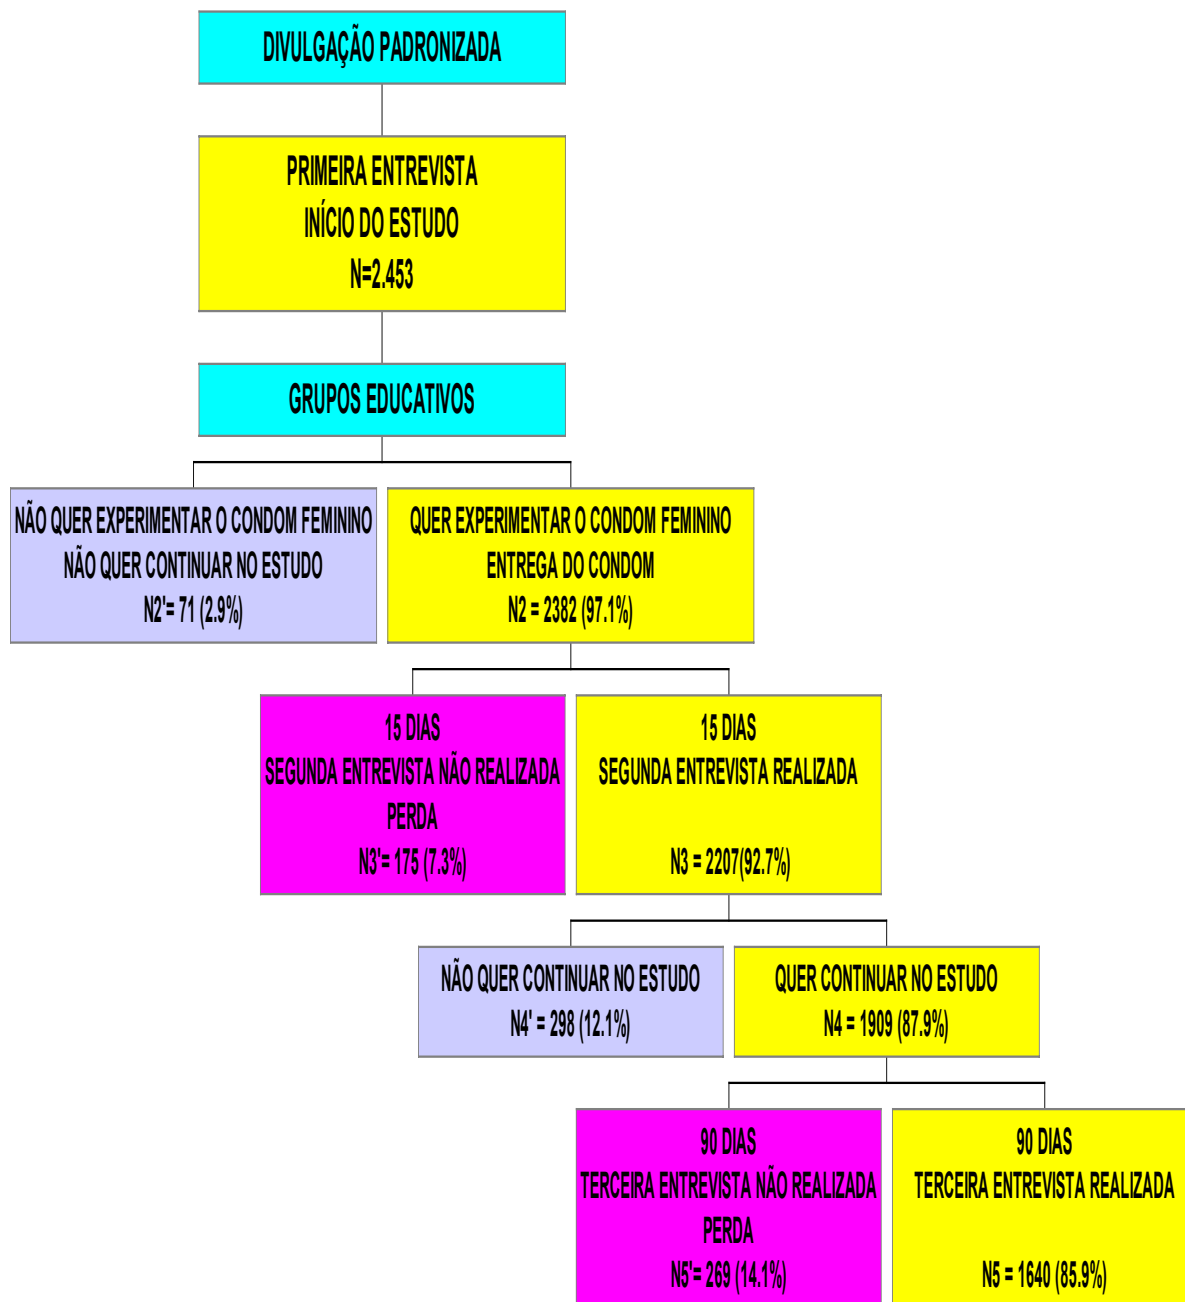 DIVULGAÇÃO PADRONIZADA
PRIMEIRA ENTREVISTA
INÍCIO DO ESTUDO
N=2.453
GRUPOS EDUCATIVOS
NÃO QUER EXPERIMENTAR O CONDOM FEMININO
NÃO QUER CONTINUAR NO ESTUDO
N2'= 71 (2.9%)
QUER EXPERIMENTAR O CONDOM FEMININO
ENTREGA DO CONDOM
N2 = 2382 (97.1%)
15 DIAS
SEGUNDA ENTREVISTA NÃO REALIZADA
PERDA
N3'= 175 (7.3%)
15 DIAS
SEGUNDA ENTREVISTA REALIZADA
N3 = 2207(92.7%)
NÃO QUER CONTINUAR NO ESTUDO
N4' = 298 (12.1%)
QUER CONTINUAR NO ESTUDO
N4 = 1909 (87.9%)
90 DIAS
TERCEIRA ENTREVISTA NÃO REALIZADA
PERDA
N5'= 269 (14.1%)
90 DIAS
TERCEIRA ENTREVISTA REALIZADA
N5 = 1640 (85.9%)